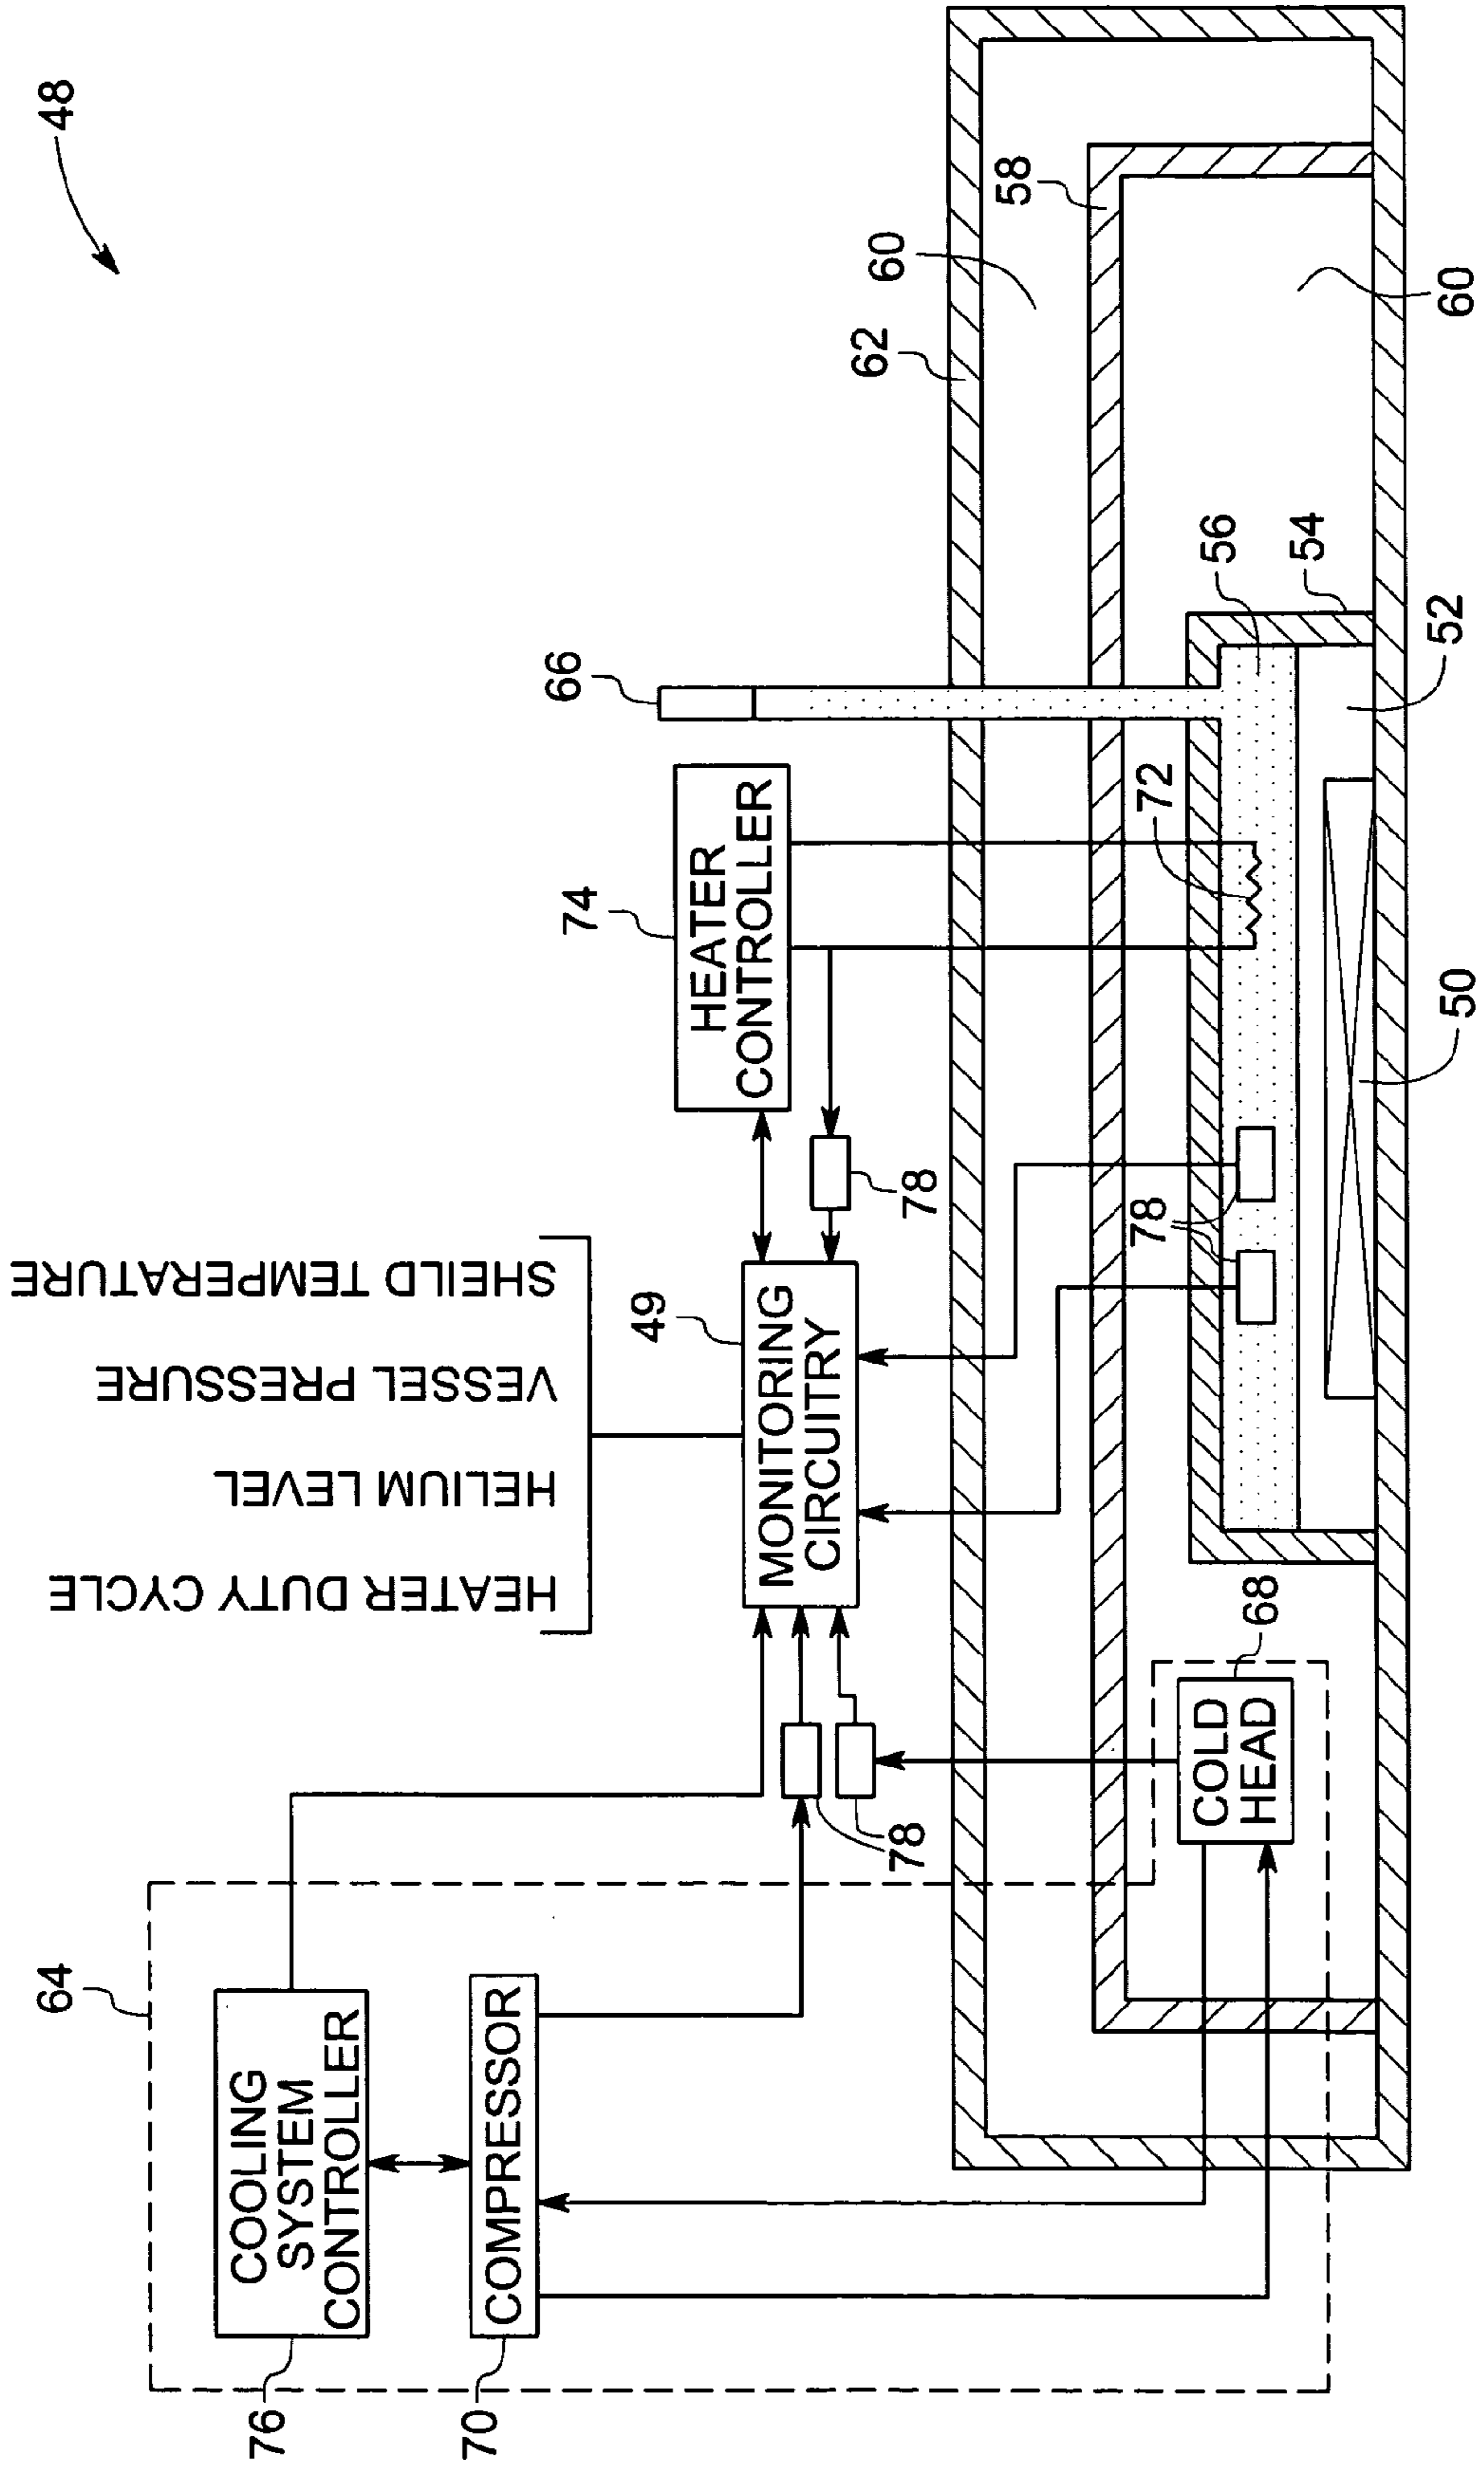 48
SHEILD TEMPERATURE
VESSEL PRESSURE
HELIUM LEVEL
HEATER DUTY CYCLE
64
76
COOLING
SYSTEM
CONTROLLER
70
COMPRESSOR
49
MONITORING
CIRCUITRY
74
HEATER
CONTROLLER
66
78
78
78
62
60
58
60
72
56
54
52
50
68
COLD
HEAD